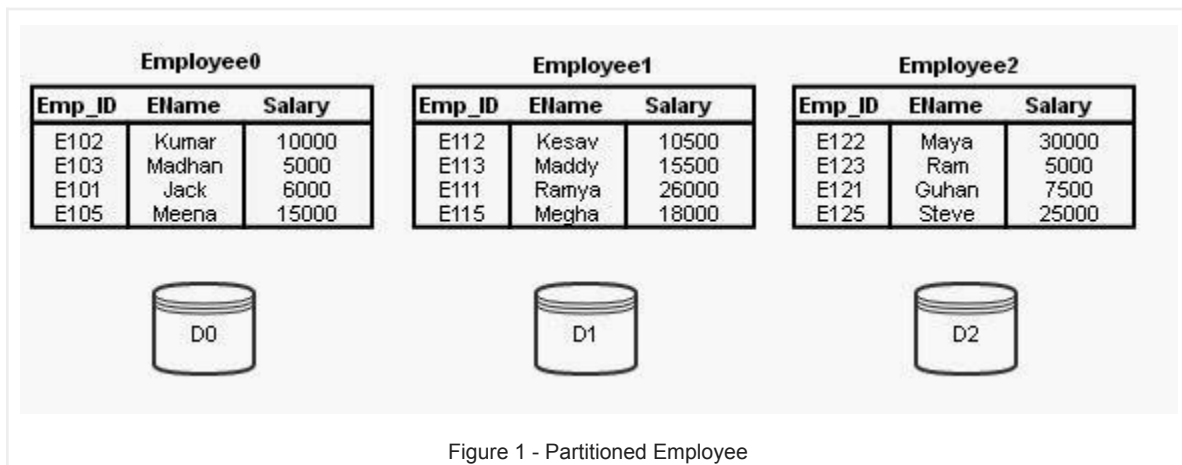 Employee0 Employee1 Employee2
Emp_ID EName Salary Emp_ID EName Salary Emp_ID EName Salary
E102 Kumar 10000 E112 Kesav 10500 E122 Maya 30000
E103 Madhan 5000 E113 Maddy 15500 E123 Ram 5000
E101 Jack 6000 E111 Ramya 26000 E121 Guhan 7500
E105 Meena 15000 E115 Megha 18000 E125 Steve 25000
D0 D1 D2
Figure 1 - Partitioned Employee